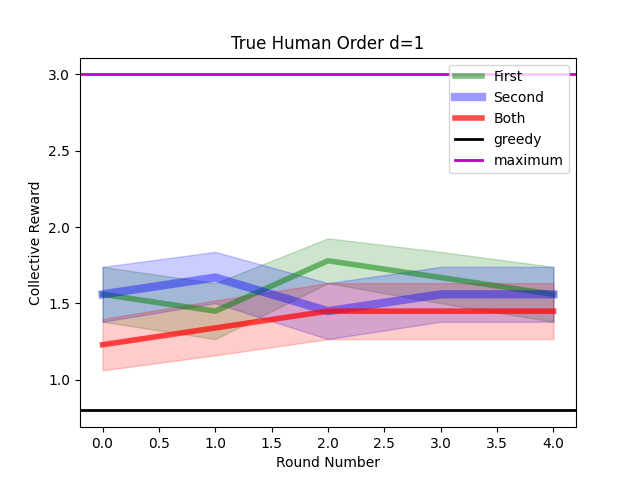 True Human Order d=1
3.0
2.5
2.0
1.5
1.0
Collective Reward
First
Second
Both
greedy
maximum
0.0 0.5 1.0 1.5 2.0 2.5 3.0 3.5 4.0
Round Number